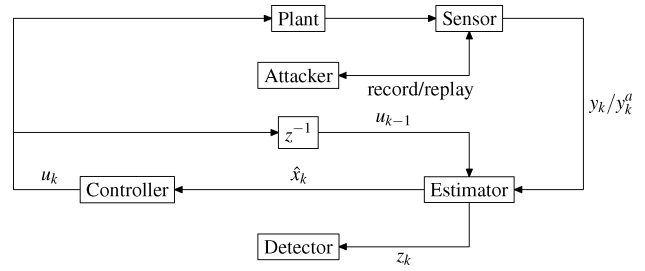 Plant
Sensor
Attacker
record/replay
y_k/y_k^a
z^{-1}
u_{k-1}
u_k
Controller
x̂_k
Estimator
Detector
z_k